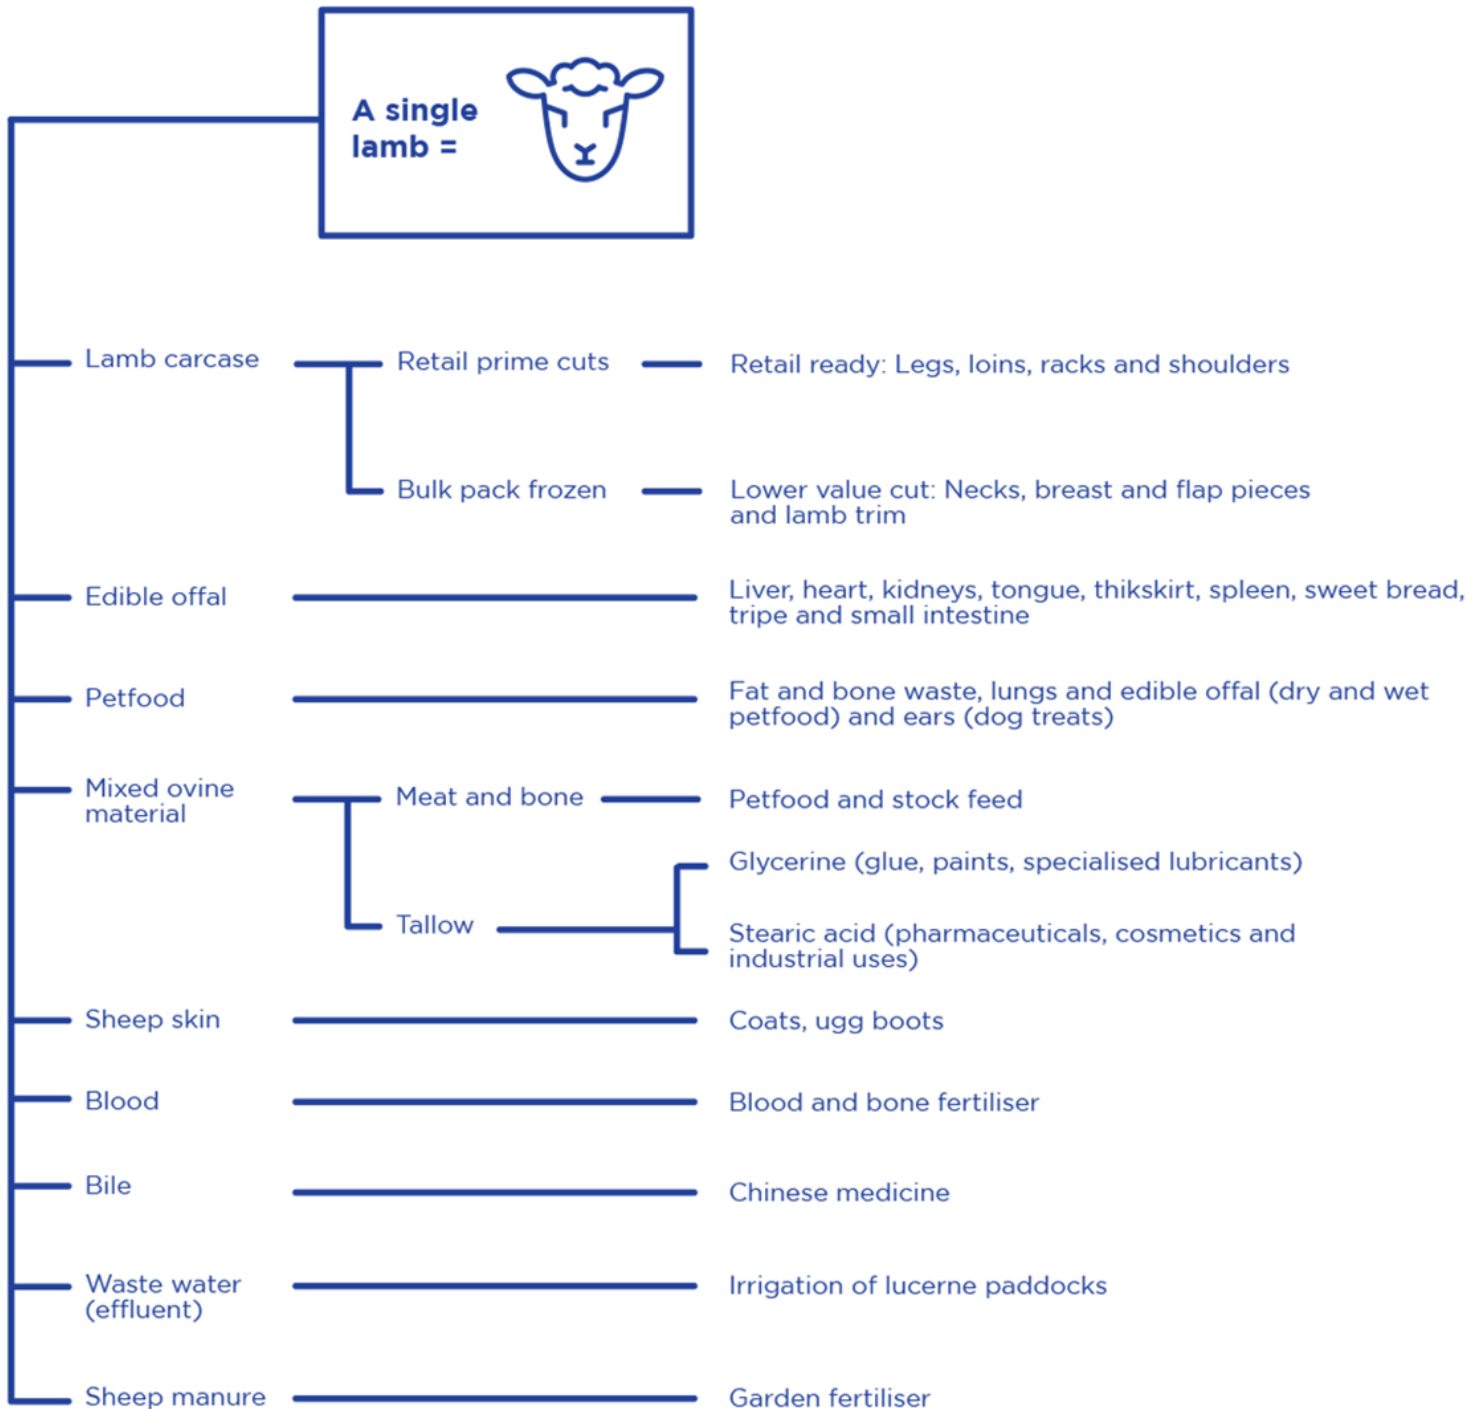 A single
lamb =
Lamb carcase
Retail prime cuts
Retail ready: Legs, loins, racks and shoulders
Bulk pack frozen
Lower value cut: Necks, breast and flap pieces
and lamb trim
Edible offal
Liver, heart, kidneys, tongue, thikskirt, spleen, sweet bread,
tripe and small intestine
Petfood
Fat and bone waste, lungs and edible offal (dry and wet
petfood) and ears (dog treats)
Mixed ovine
material
Meat and bone
Petfood and stock feed
Tallow
Glycerine (glue, paints, specialised lubricants)
Stearic acid (pharmaceuticals, cosmetics and
industrial uses)
Sheep skin
Coats, ugg boots
Blood
Blood and bone fertiliser
Bile
Chinese medicine
Waste water
(effluent)
Irrigation of lucerne paddocks
Sheep manure
Garden fertiliser